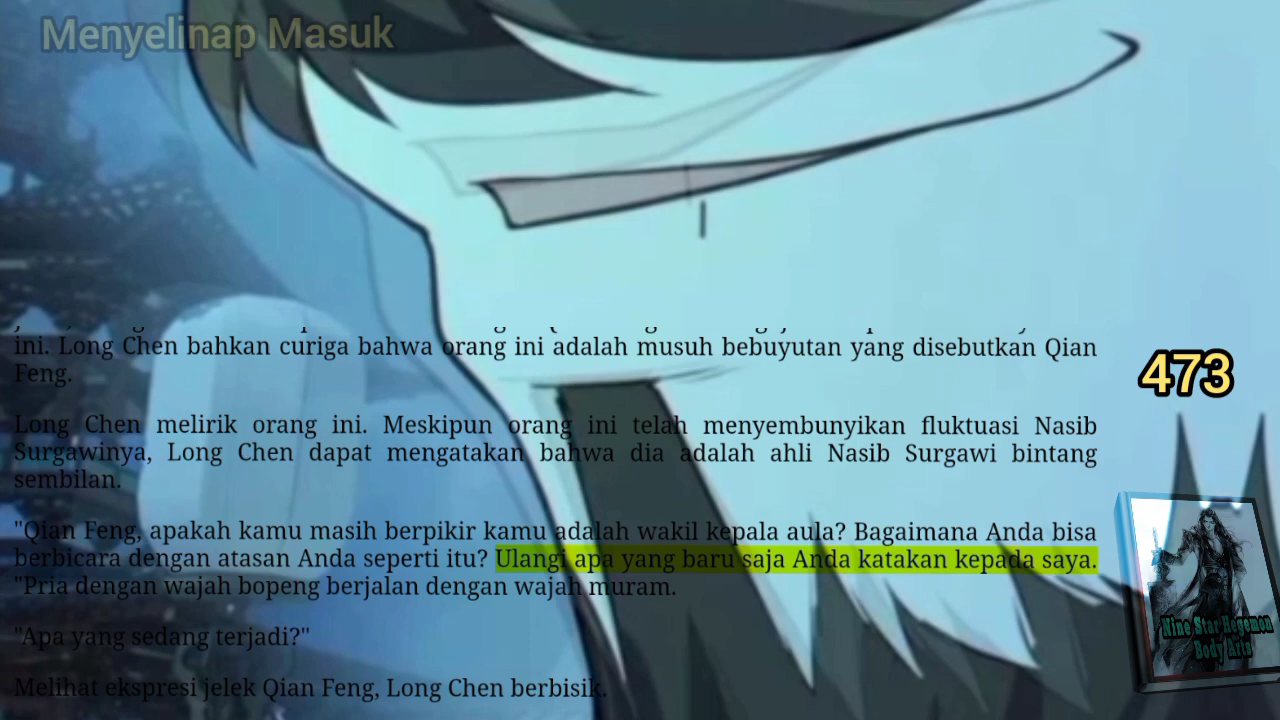 Menyelinap Masuk
ini. Long Chen bahkan curiga bahwa orang ini adalah musuh bebuyutan yang disebutkan Qian
Feng.
Long Chen melirik orang ini. Meskipun orang ini telah menyembunyikan fluktuasi Nasib
Surgawinya, Long Chen dapat mengatakan bahwa dia adalah ahli Nasib Surgawi bintang
sembilan.
"Qian Feng, apakah kamu masih berpikir kamu adalah wakil kepala aula? Bagaimana Anda bisa
berbicara dengan atasan Anda seperti itu? Ulangi apa yang baru saja Anda katakan kepada saya.
"Pria dengan wajah bopeng berjalan dengan wajah muram.
"Apa yang sedang terjadi?"
Melihat ekspresi jelek Qian Feng, Long Chen berbisik.
473
Nine Star Hegemon
Body Arts